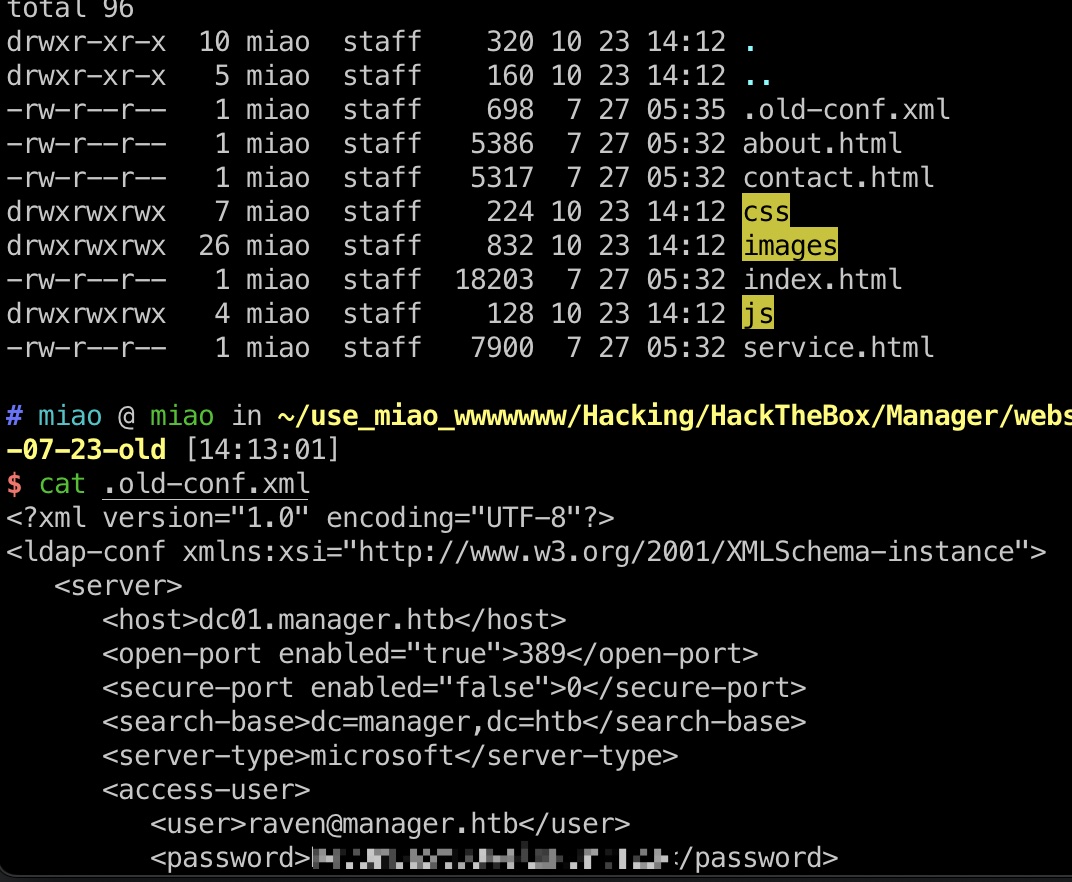 total 96
drwxr-xr-x  10 miao  staff    320 10 23 14:12 .
drwxr-xr-x   5 miao  staff    160 10 23 14:12 ..
-rw-r--r--   1 miao  staff    698  7 27 05:35 .old-conf.xml
-rw-r--r--   1 miao  staff   5386  7 27 05:32 about.html
-rw-r--r--   1 miao  staff   5317  7 27 05:32 contact.html
drwxrwxrwx   7 miao  staff    224 10 23 14:12 css
drwxrwxrwx  26 miao  staff    832 10 23 14:12 images
-rw-r--r--   1 miao  staff  18203  7 27 05:32 index.html
drwxrwxrwx   4 miao  staff    128 10 23 14:12 js
-rw-r--r--   1 miao  staff   7900  7 27 05:32 service.html
# miao @ miao in ~/use_miao_wwwwwww/Hacking/HackTheBox/Manager/webs
-07-23-old [14:13:01]
$ cat .old-conf.xml
<?xml version="1.0" encoding="UTF-8"?>
<ldap-conf xmlns:xsi="http://www.w3.org/2001/XMLSchema-instance">
   <server>
      <host>dc01.manager.htb</host>
      <open-port enabled="true">389</open-port>
      <secure-port enabled="false">0</secure-port>
      <search-base>dc=manager,dc=htb</search-base>
      <server-type>microsoft</server-type>
      <access-user>
         <user>raven@manager.htb</user>
         <password></password>